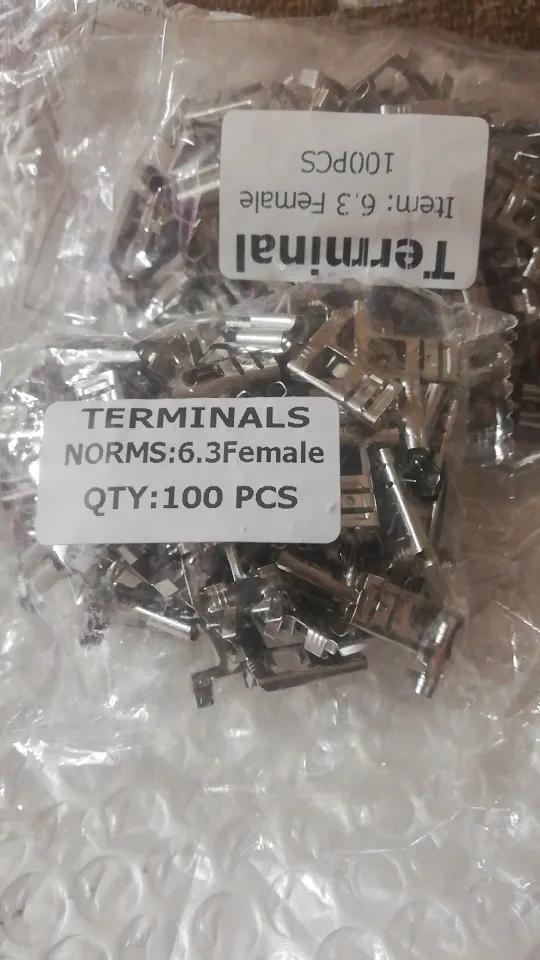 Terminal
Item: 6.3 Female
100PCS
TERMINALS
NORMS:6.3Female
QTY:100 PCS